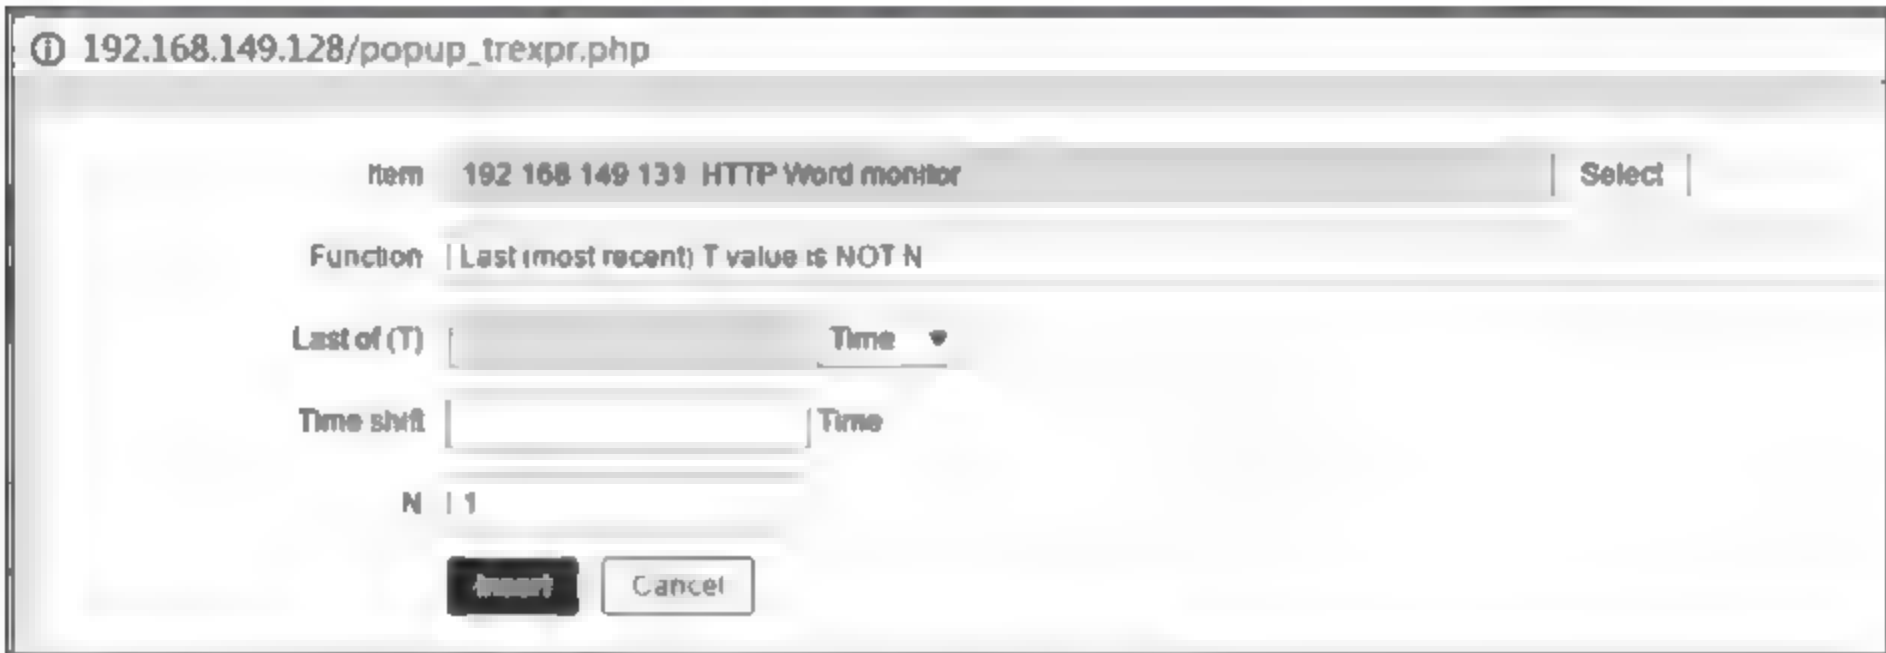 192.168.149.128/popup_trexpr.php
Item 192 168 149 131 HTTP Word monitor Select
Function Last (most recent) T value is NOT N
Last of (T) Time
Time shift Time
N 1
Insert Cancel